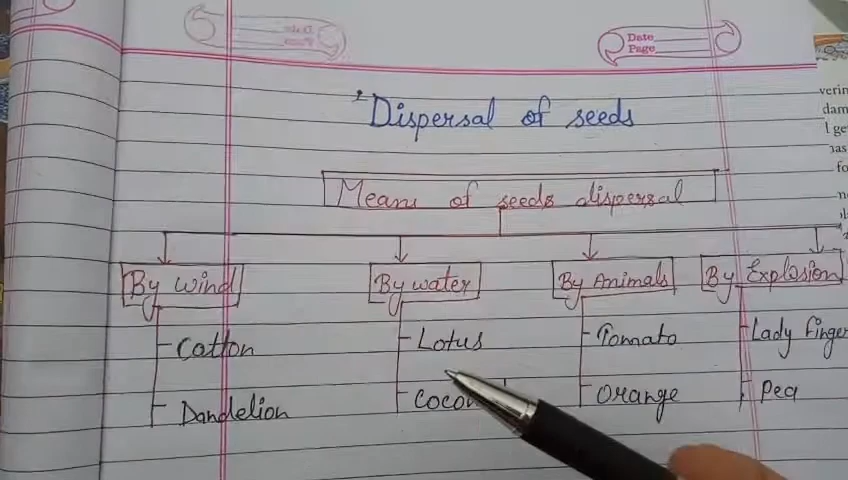 Date
Page
Dispersal of seeds
Means of seeds dispersal
By wind
By water
By Animals
By Explosion
Cotton
Lotus
Tomato
Lady finger
Dandelion
Orange
Pea